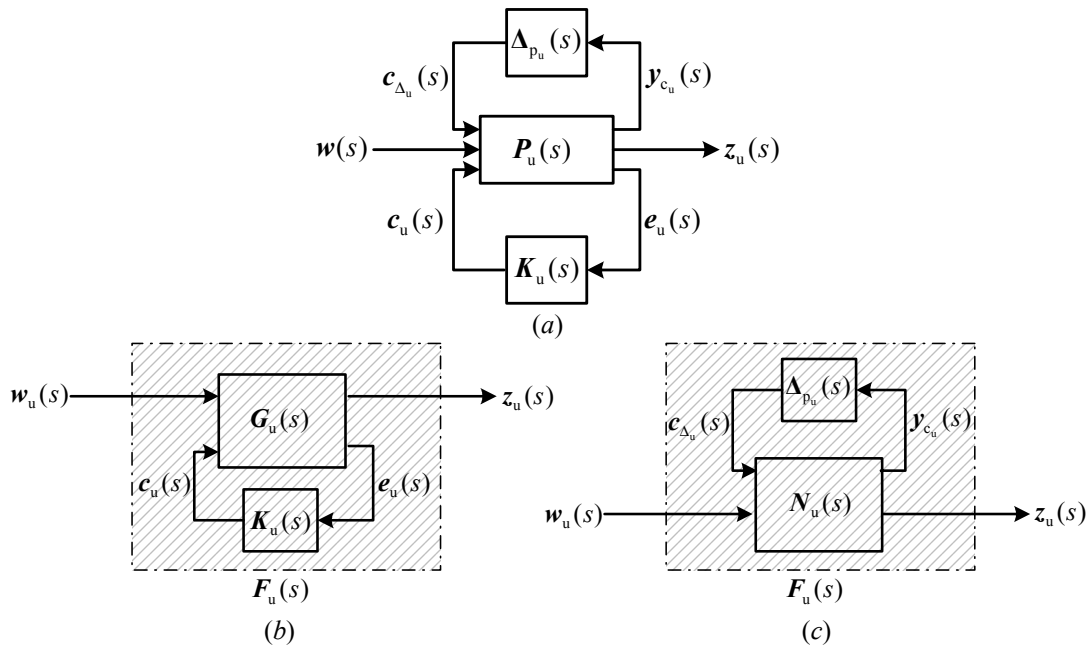 Δ_{p_u}(s)
c_{Δ_u}(s) y_{c_u}(s)
w(s) P_u(s) z_u(s)
c_u(s) e_u(s)
K_u(s)
(a)
w_u(s) G_u(s) z_u(s)
c_u(s) e_u(s)
K_u(s)
F_u(s)
(b)
Δ_{p_u}(s)
c_{Δ_u}(s) y_{c_u}(s)
w_u(s) N_u(s) z_u(s)
F_u(s)
(c)